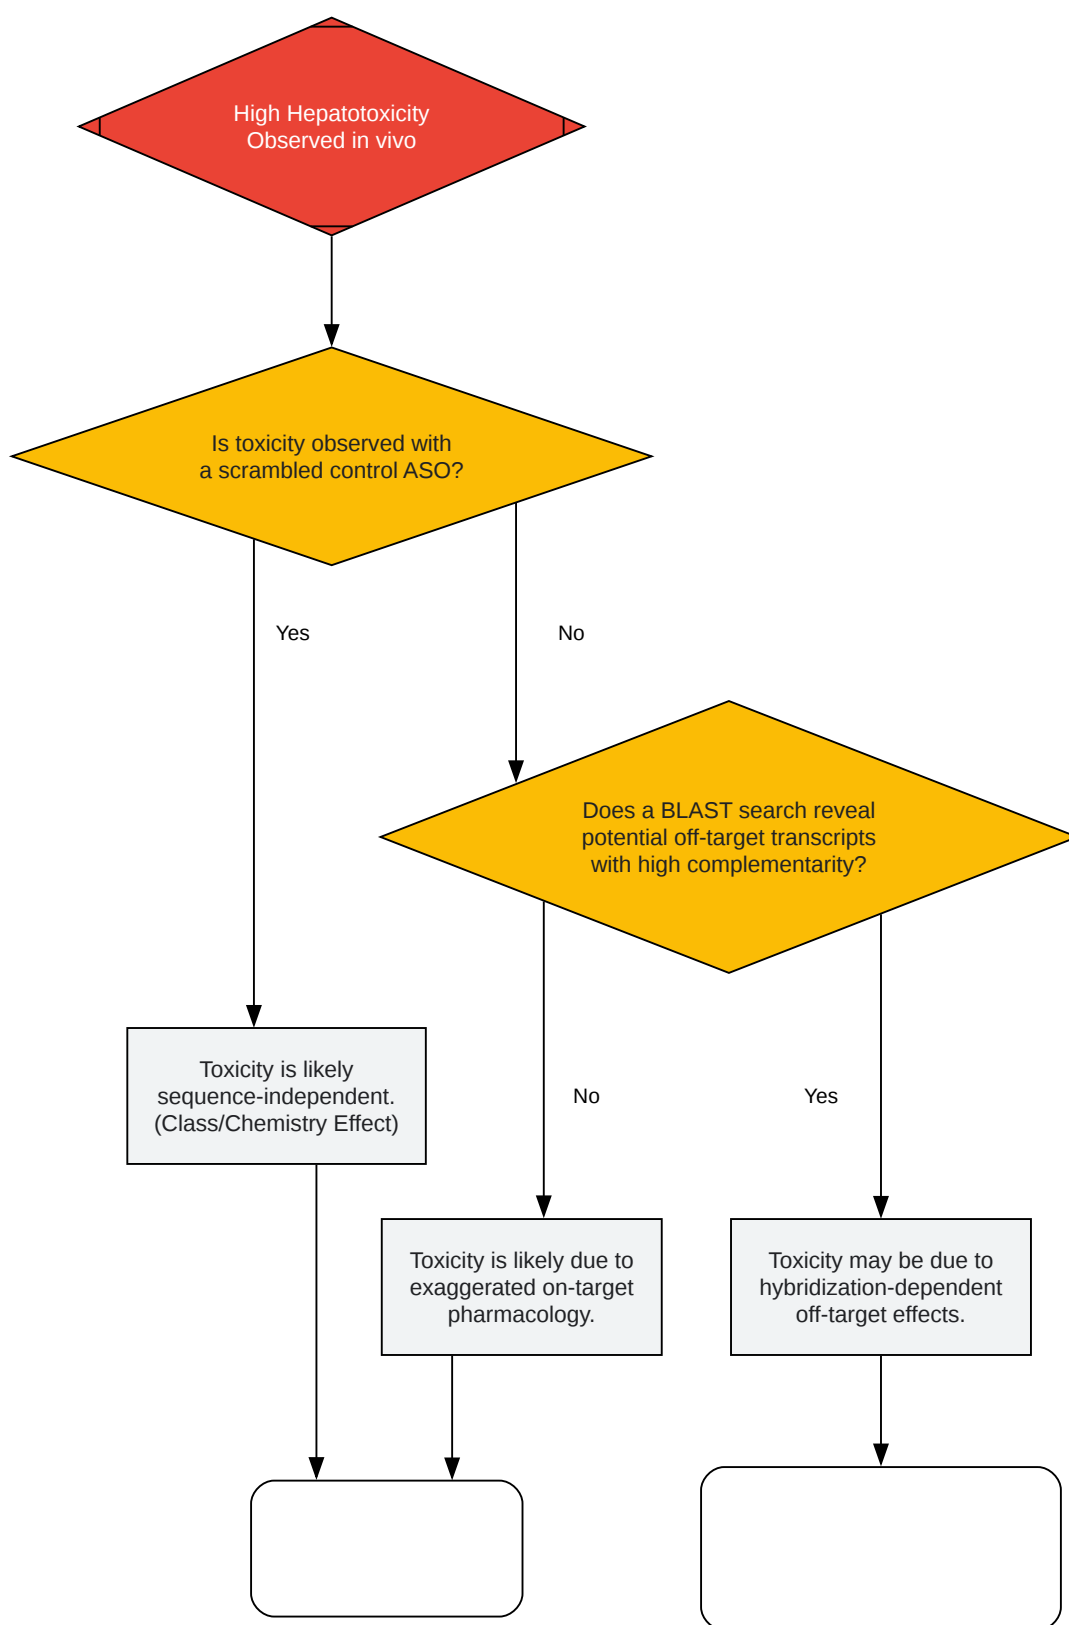 High Hepatotoxicity
Observed in vivo
Is toxicity observed with
a scrambled control ASO?
Yes
No
Does a BLAST search reveal
potential off-target transcripts
with high complementarity?
Toxicity is likely
sequence-independent.
(Class/Chemistry Effect)
No
Yes
Toxicity is likely due to
exaggerated on-target
pharmacology.
Toxicity may be due to
hybridization-dependent
off-target effects.